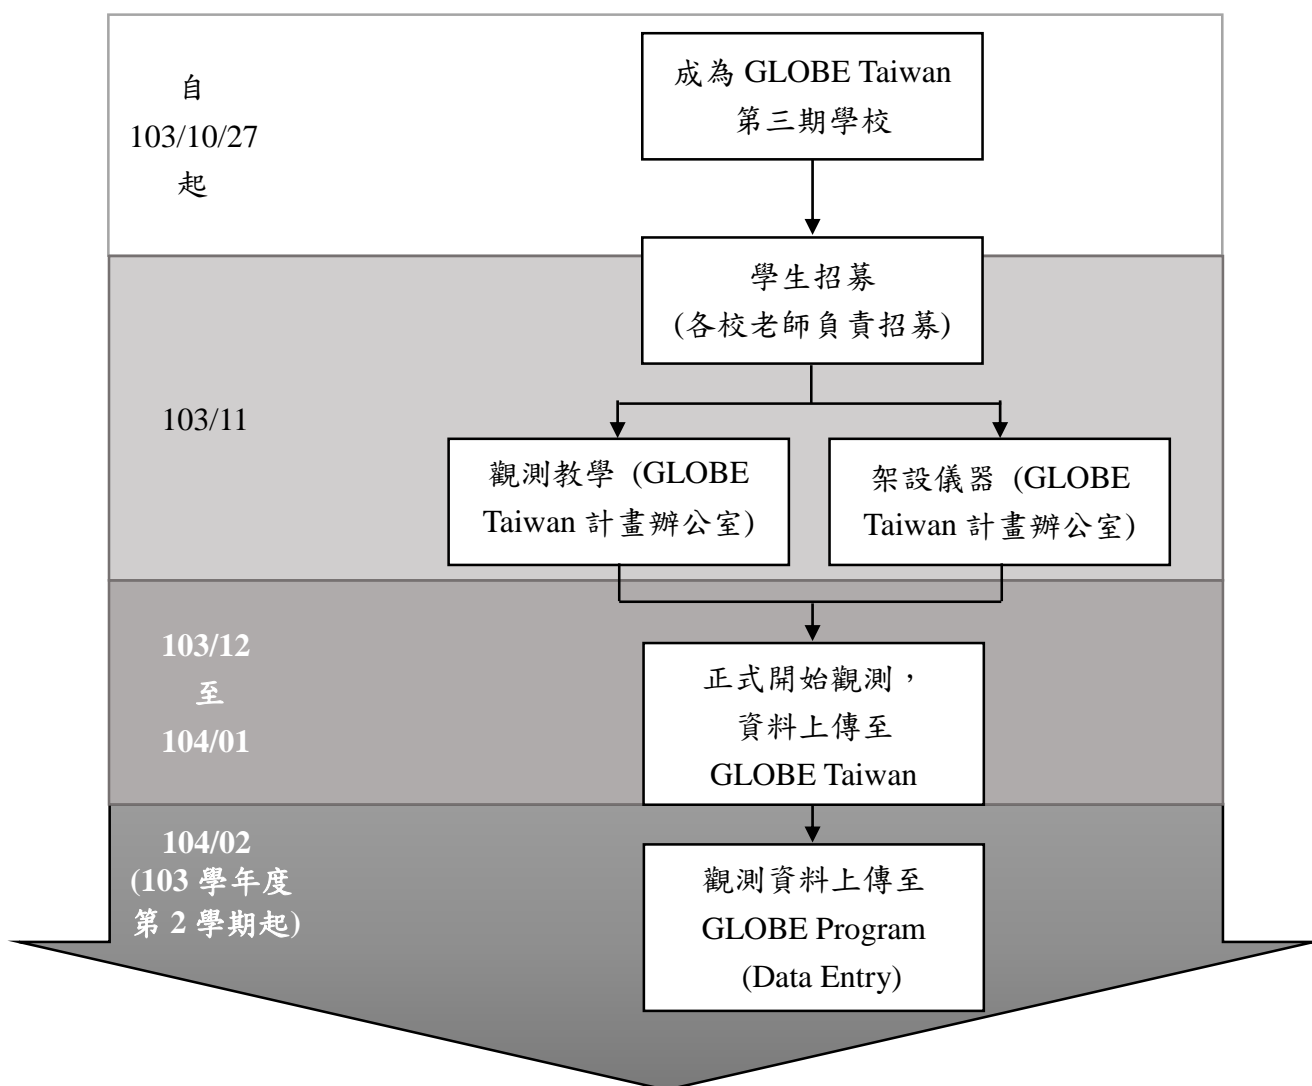 自
103/10/27
起
成為 GLOBE Taiwan
第三期學校
學生招募
(各校老師負責招募)
103/11
觀測教學 (GLOBE
Taiwan 計畫辦公室)
架設儀器 (GLOBE
Taiwan 計畫辦公室)
103/12
至
104/01
正式開始觀測，
資料上傳至
GLOBE Taiwan
104/02
(103 學年度
第 2 學期起)
觀測資料上傳至
GLOBE Program
(Data Entry)